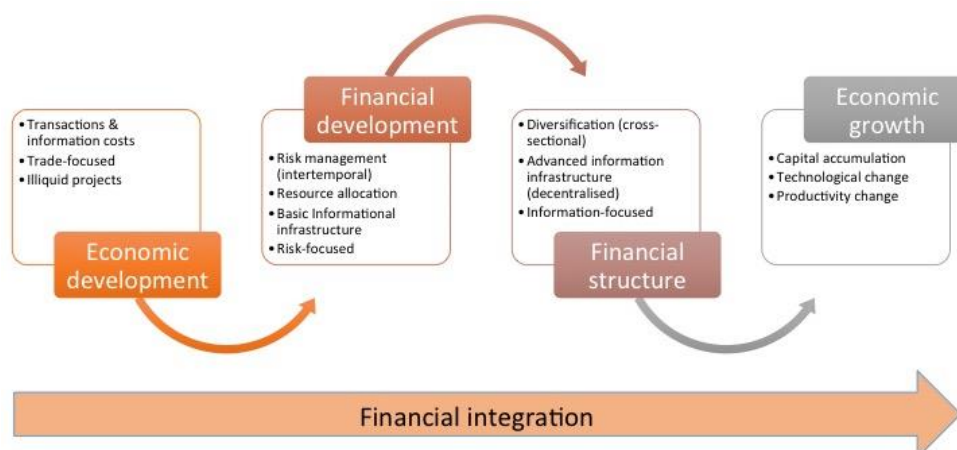 • Transactions &
information costs
• Trade-focused
• Illiquid projects
Economic
development
Financial
development
• Risk management
(intertemporal)
• Resource allocation
• Basic Informational
infrastructure
• Risk-focused
• Diversification (cross-
sectional)
• Advanced information
infrastructure
(decentralised)
• Information-focused
Financial
structure
Economic
growth
• Capital accumulation
• Technological change
• Productivity change
Financial integration